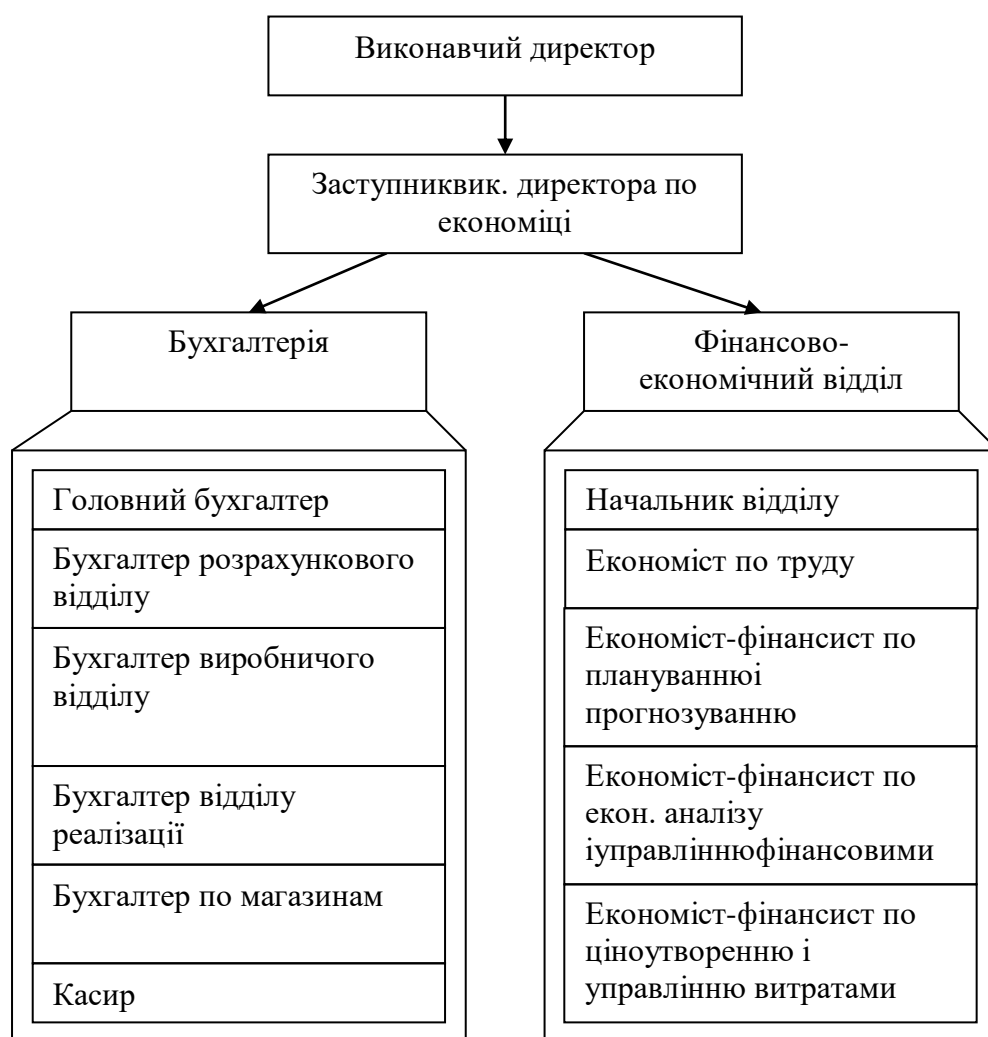 Виконавчий директор
Заступниквик. директора по
економіці
Бухгалтерія
Фінансово-
економічний відділ
Головний бухгалтер
Бухгалтер розрахункового
відділу
Бухгалтер виробничого
відділу
Бухгалтер відділу
реалізації
Бухгалтер по магазинам
Касир
Начальник відділу
Економіст по труду
Економіст-фінансист по
плануваннюі
прогнозуванню
Економіст-фінансист по
екон. аналізу
іуправліннюфінансовими
Економіст-фінансист по
ціноутворенню і
управлінню витратами